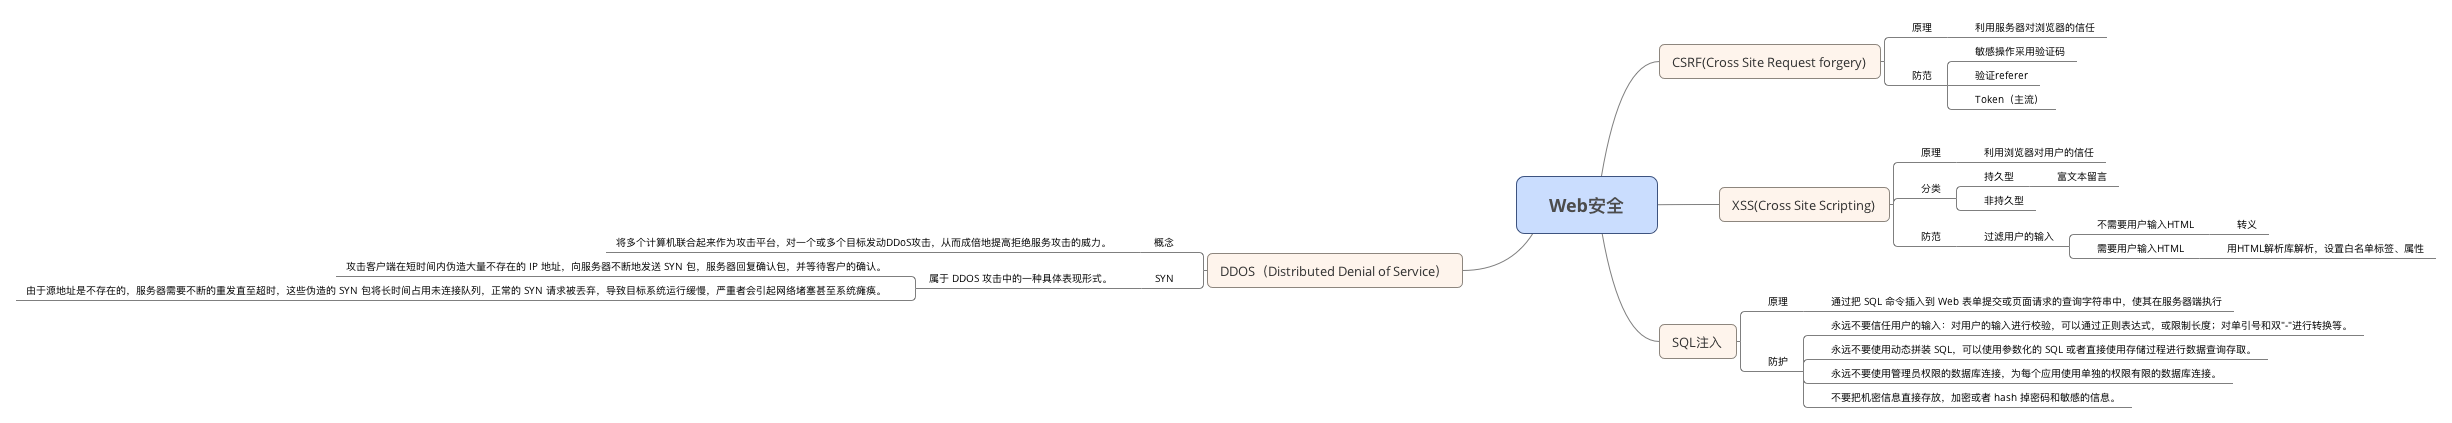 Web安全
CSRF(Cross Site Request forgery)
原理
利用服务器对浏览器的信任
防范
敏感操作采用验证码
验证referer
Token（主流）
XSS(Cross Site Scripting)
原理
利用浏览器对用户的信任
分类
持久型
富文本留言
非持久型
防范
过滤用户的输入
不需要用户输入HTML
转义
需要用户输入HTML
用HTML解析库解析，设置白名单标签、属性
SQL注入
原理
通过把 SQL 命令插入到 Web 表单提交或页面请求的查询字符串中，使其在服务器端执行
防护
永远不要信任用户的输入：对用户的输入进行校验，可以通过正则表达式，或限制长度；对单引号和双"-"进行转换等。
永远不要使用动态拼装 SQL，可以使用参数化的 SQL 或者直接使用存储过程进行数据查询存取。
永远不要使用管理员权限的数据库连接，为每个应用使用单独的权限有限的数据库连接。
不要把机密信息直接存放，加密或者 hash 掉密码和敏感的信息。
DDOS（Distributed Denial of Service）
概念
将多个计算机联合起来作为攻击平台，对一个或多个目标发动DDoS攻击，从而成倍地提高拒绝服务攻击的威力。
SYN
属于 DDOS 攻击中的一种具体表现形式。
攻击客户端在短时间内伪造大量不存在的 IP 地址，向服务器不断地发送 SYN 包，服务器回复确认包，并等待客户的确认。
由于源地址是不存在的，服务器需要不断的重发直至超时，这些伪造的 SYN 包将长时间占用未连接队列，正常的 SYN 请求被丢弃，导致目标系统运行缓慢，严重者会引起网络堵塞甚至系统瘫痪。